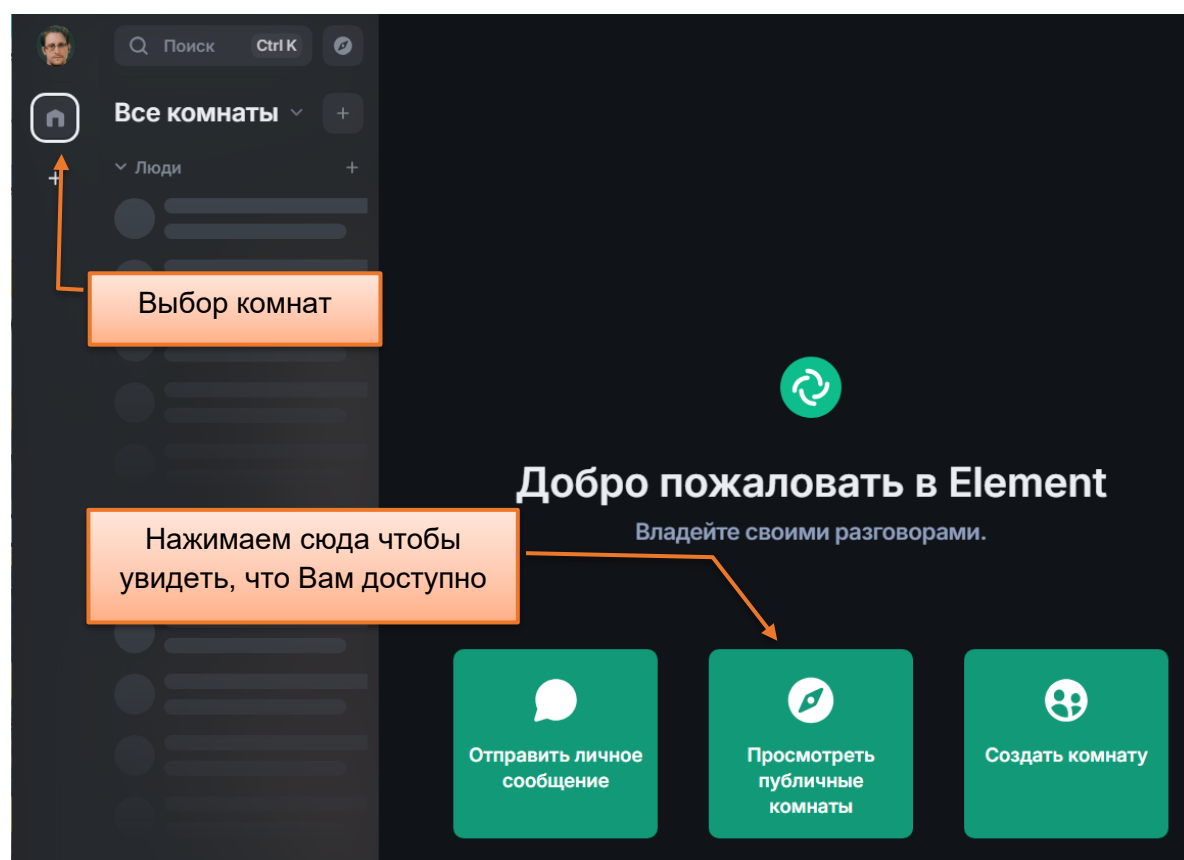 Поиск Ctrl K
Все комнаты
Люди
Выбор комнат
Добро пожаловать в Element
Владейте своими разговорами.
Нажимаем сюда чтобы
увидеть, что Вам доступно
Отправить личное
сообщение
Просмотреть
публичные
комнаты
Создать комнату